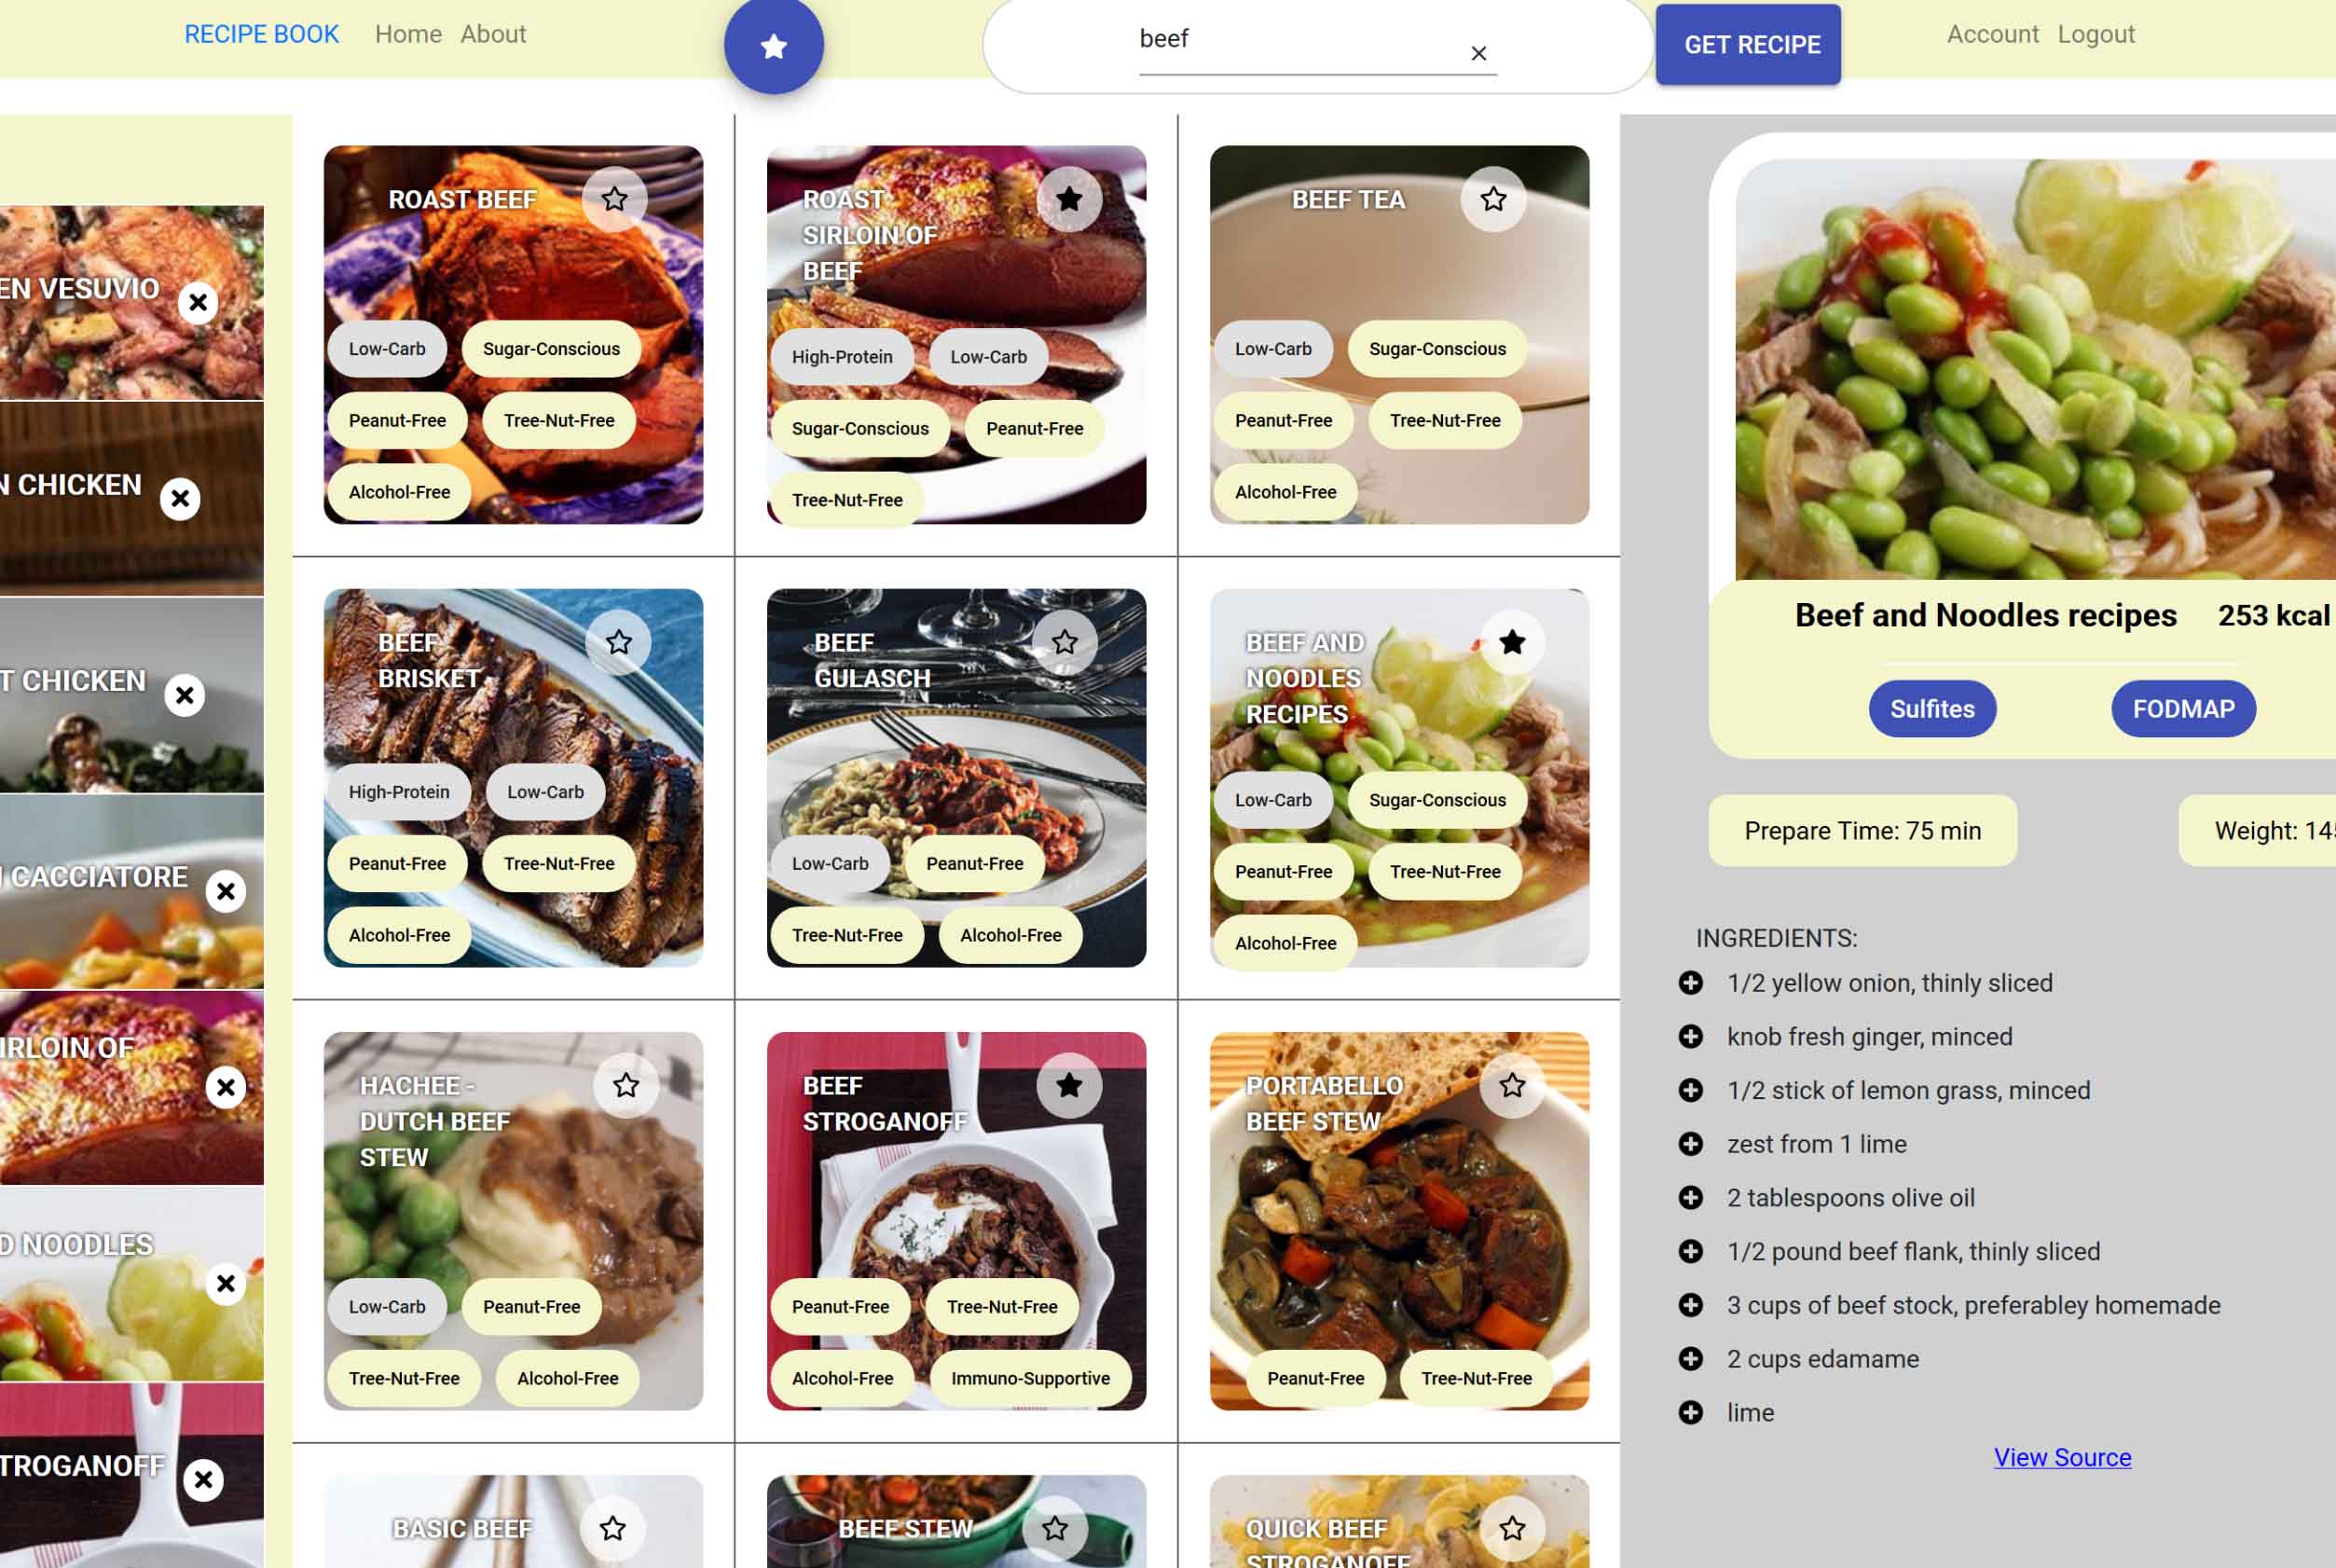 RECIPE BOOK Home About
beef
GET RECIPE
Account Logout
EN VESUVIO
N CHICKEN
T CHICKEN
CACCIATORE
IRLOIN OF
D NOODLES
TROGANOFF
ROAST BEEF
Low-Carb Sugar-Conscious
Peanut-Free Tree-Nut-Free
Alcohol-Free
ROAST
SIRLOIN OF
BEEF
High-Protein Low-Carb
Sugar-Conscious Peanut-Free
Tree-Nut-Free
BEEF TEA
Low-Carb Sugar-Conscious
Peanut-Free Tree-Nut-Free
Alcohol-Free
BEEF
BRISKET
High-Protein Low-Carb
Peanut-Free Tree-Nut-Free
Alcohol-Free
BEEF
GULASCH
Low-Carb Peanut-Free
Tree-Nut-Free Alcohol-Free
BEEF AND
NOODLES
RECIPES
Low-Carb Sugar-Conscious
Peanut-Free Tree-Nut-Free
Alcohol-Free
HACHEE -
DUTCH BEEF
STEW
Low-Carb Peanut-Free
Tree-Nut-Free Alcohol-Free
BEEF
STROGANOFF
Peanut-Free Tree-Nut-Free
Alcohol-Free Immuno-Supportive
PORTABELLO
BEEF STEW
Peanut-Free Tree-Nut-Free
BASIC BEEF
BEEF STEW
QUICK BEEF
STROGANOFF
Beef and Noodles recipes 253 kcal
Sulfites FODMAP
Prepare Time: 75 min
Weight: 145
INGREDIENTS:
1/2 yellow onion, thinly sliced
knob fresh ginger, minced
1/2 stick of lemon grass, minced
zest from 1 lime
2 tablespoons olive oil
1/2 pound beef flank, thinly sliced
3 cups of beef stock, preferabley homemade
2 cups edamame
lime
View Source